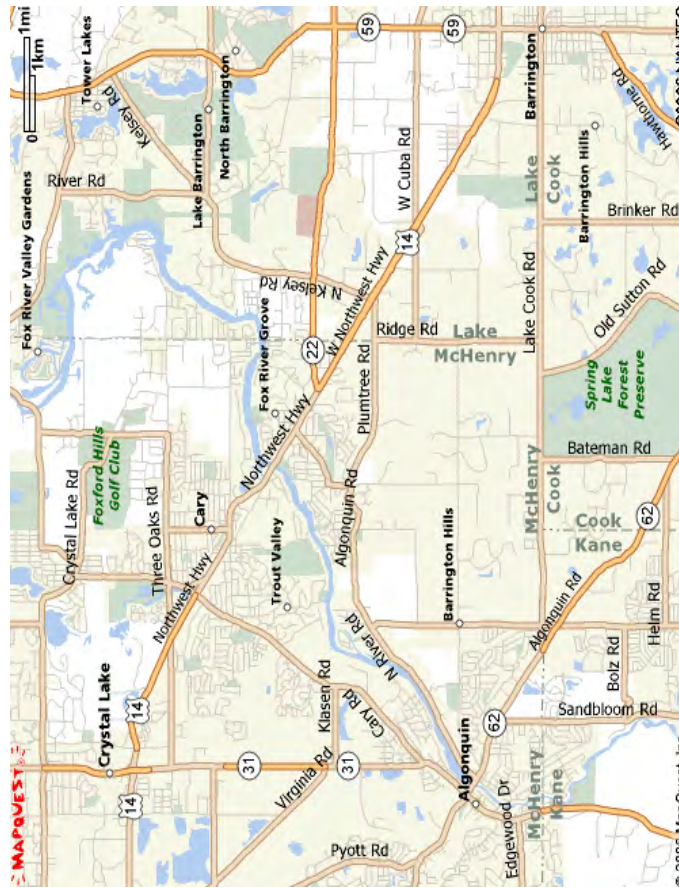 MAPQUEST
0
1mi
1km
Tower Lakes
Fox River Valley Gardens
River Rd
Kelsey Rd
Lake Barrington
North Barrington
59
59
Barrington
Hawthorne Rd
Barrington Hills
Brinker Rd
Lake
Cook
W Cuba Rd
14
N Kelsey Rd
W Northwest Hwy
22
Fox River Grove
Ridge Rd
Lake
McHenry
Lake Cook Rd
Old Sutton Rd
Spring
Lake
Forest
Preserve
Plumtree Rd
Northwest Hwy
Foxford Hills
Golf Club
Crystal Lake Rd
Three Oaks Rd
Cary
Northwest Hwy
Trout Valley
Algonquin Rd
McHenry
Cook
Bateman Rd
62
Cook
Kane
Barrington Hills
Algonquin Rd
Helm Rd
Bolz Rd
Sandbloom Rd
N River Rd
Klasen Rd
Cary Rd
62
Crystal Lake
14
14
31
31
Virginia Rd
Algonquin
McHenry
Kane
Edgewood Dr
Pyott Rd